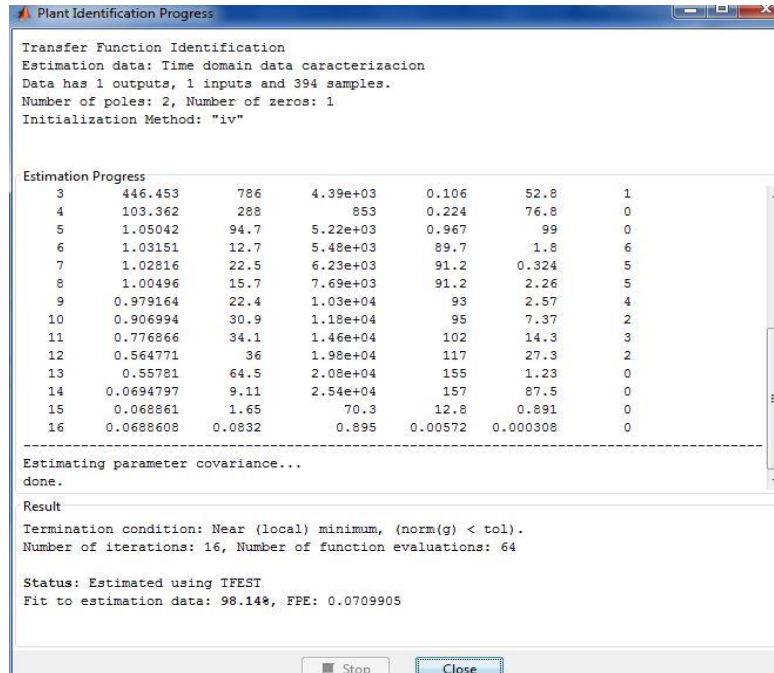 Plant Identification Progress
Transfer Function Identification
Estimation data: Time domain data caracterizacion
Data has 1 outputs, 1 inputs and 394 samples.
Number of poles: 2, Number of zeros: 1
Initialization Method: "iv"
Estimation Progress
3 446.453 786 4.39e+03 0.106 52.8 1
4 103.362 288 853 0.224 76.8 0
5 1.05042 94.7 5.22e+03 0.967 99 0
6 1.03151 12.7 5.48e+03 89.7 1.8 6
7 1.02816 22.5 6.23e+03 91.2 0.324 5
8 1.00496 15.7 7.69e+03 91.2 2.26 5
9 0.979164 22.4 1.03e+04 93 2.57 4
10 0.906994 30.9 1.18e+04 95 7.37 2
11 0.776866 34.1 1.46e+04 102 14.3 3
12 0.564771 36 1.98e+04 117 27.3 2
13 0.55781 64.5 2.08e+04 155 1.23 0
14 0.0694797 9.11 2.54e+04 157 87.5 0
15 0.068861 1.65 70.3 12.8 0.891 0
16 0.0688608 0.0832 0.895 0.00572 0.000308 0
------------------------------------------------------------------------------------------
Estimating parameter covariance...
done.
Result
Termination condition: Near (local) minimum, (norm(g) < tol).
Number of iterations: 16, Number of function evaluations: 64
Status: Estimated using TFEST
Fit to estimation data: 98.14%, FPE: 0.0709905
Stop Close